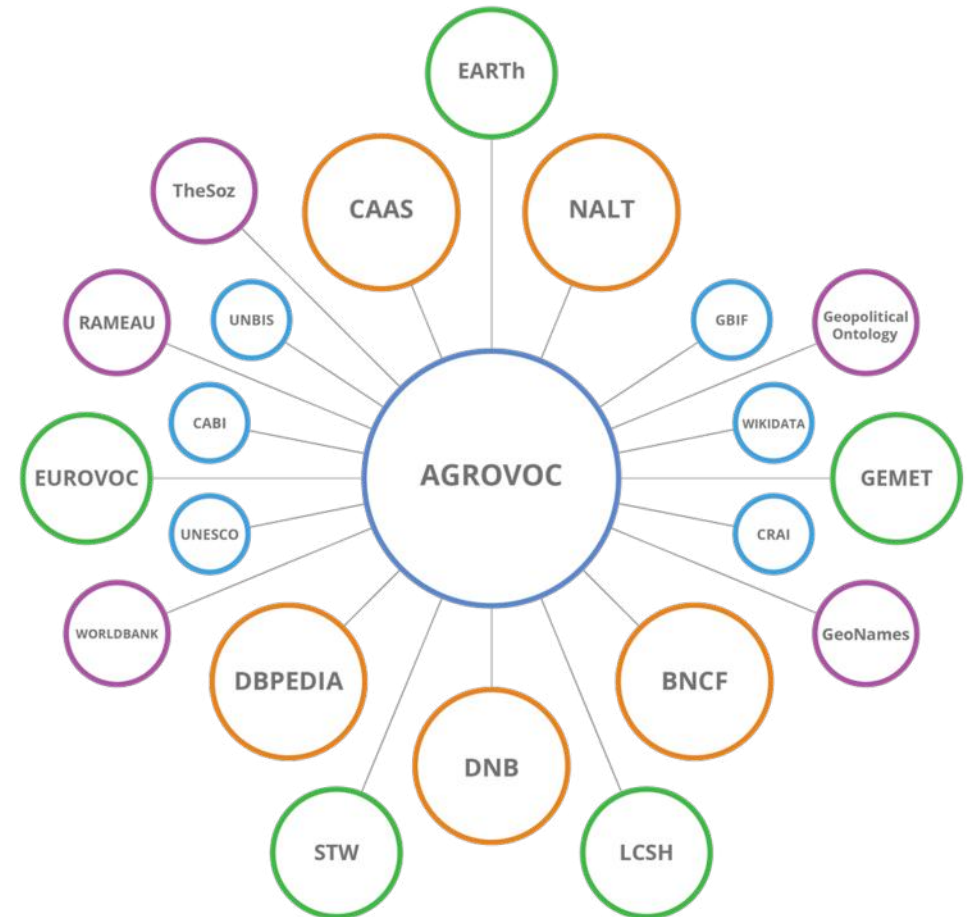 EARTh
TheSoz
CAAS
NALT
RAMEAU
UNBIS
GBIF
Geopolitical
Ontology
CABI
WIKIDATA
EUROVOC
AGROVOC
GEMET
UNESCO
CRAI
WORLDBANK
GeoNames
DBPEDIA
BNCF
DNB
STW
LCSH